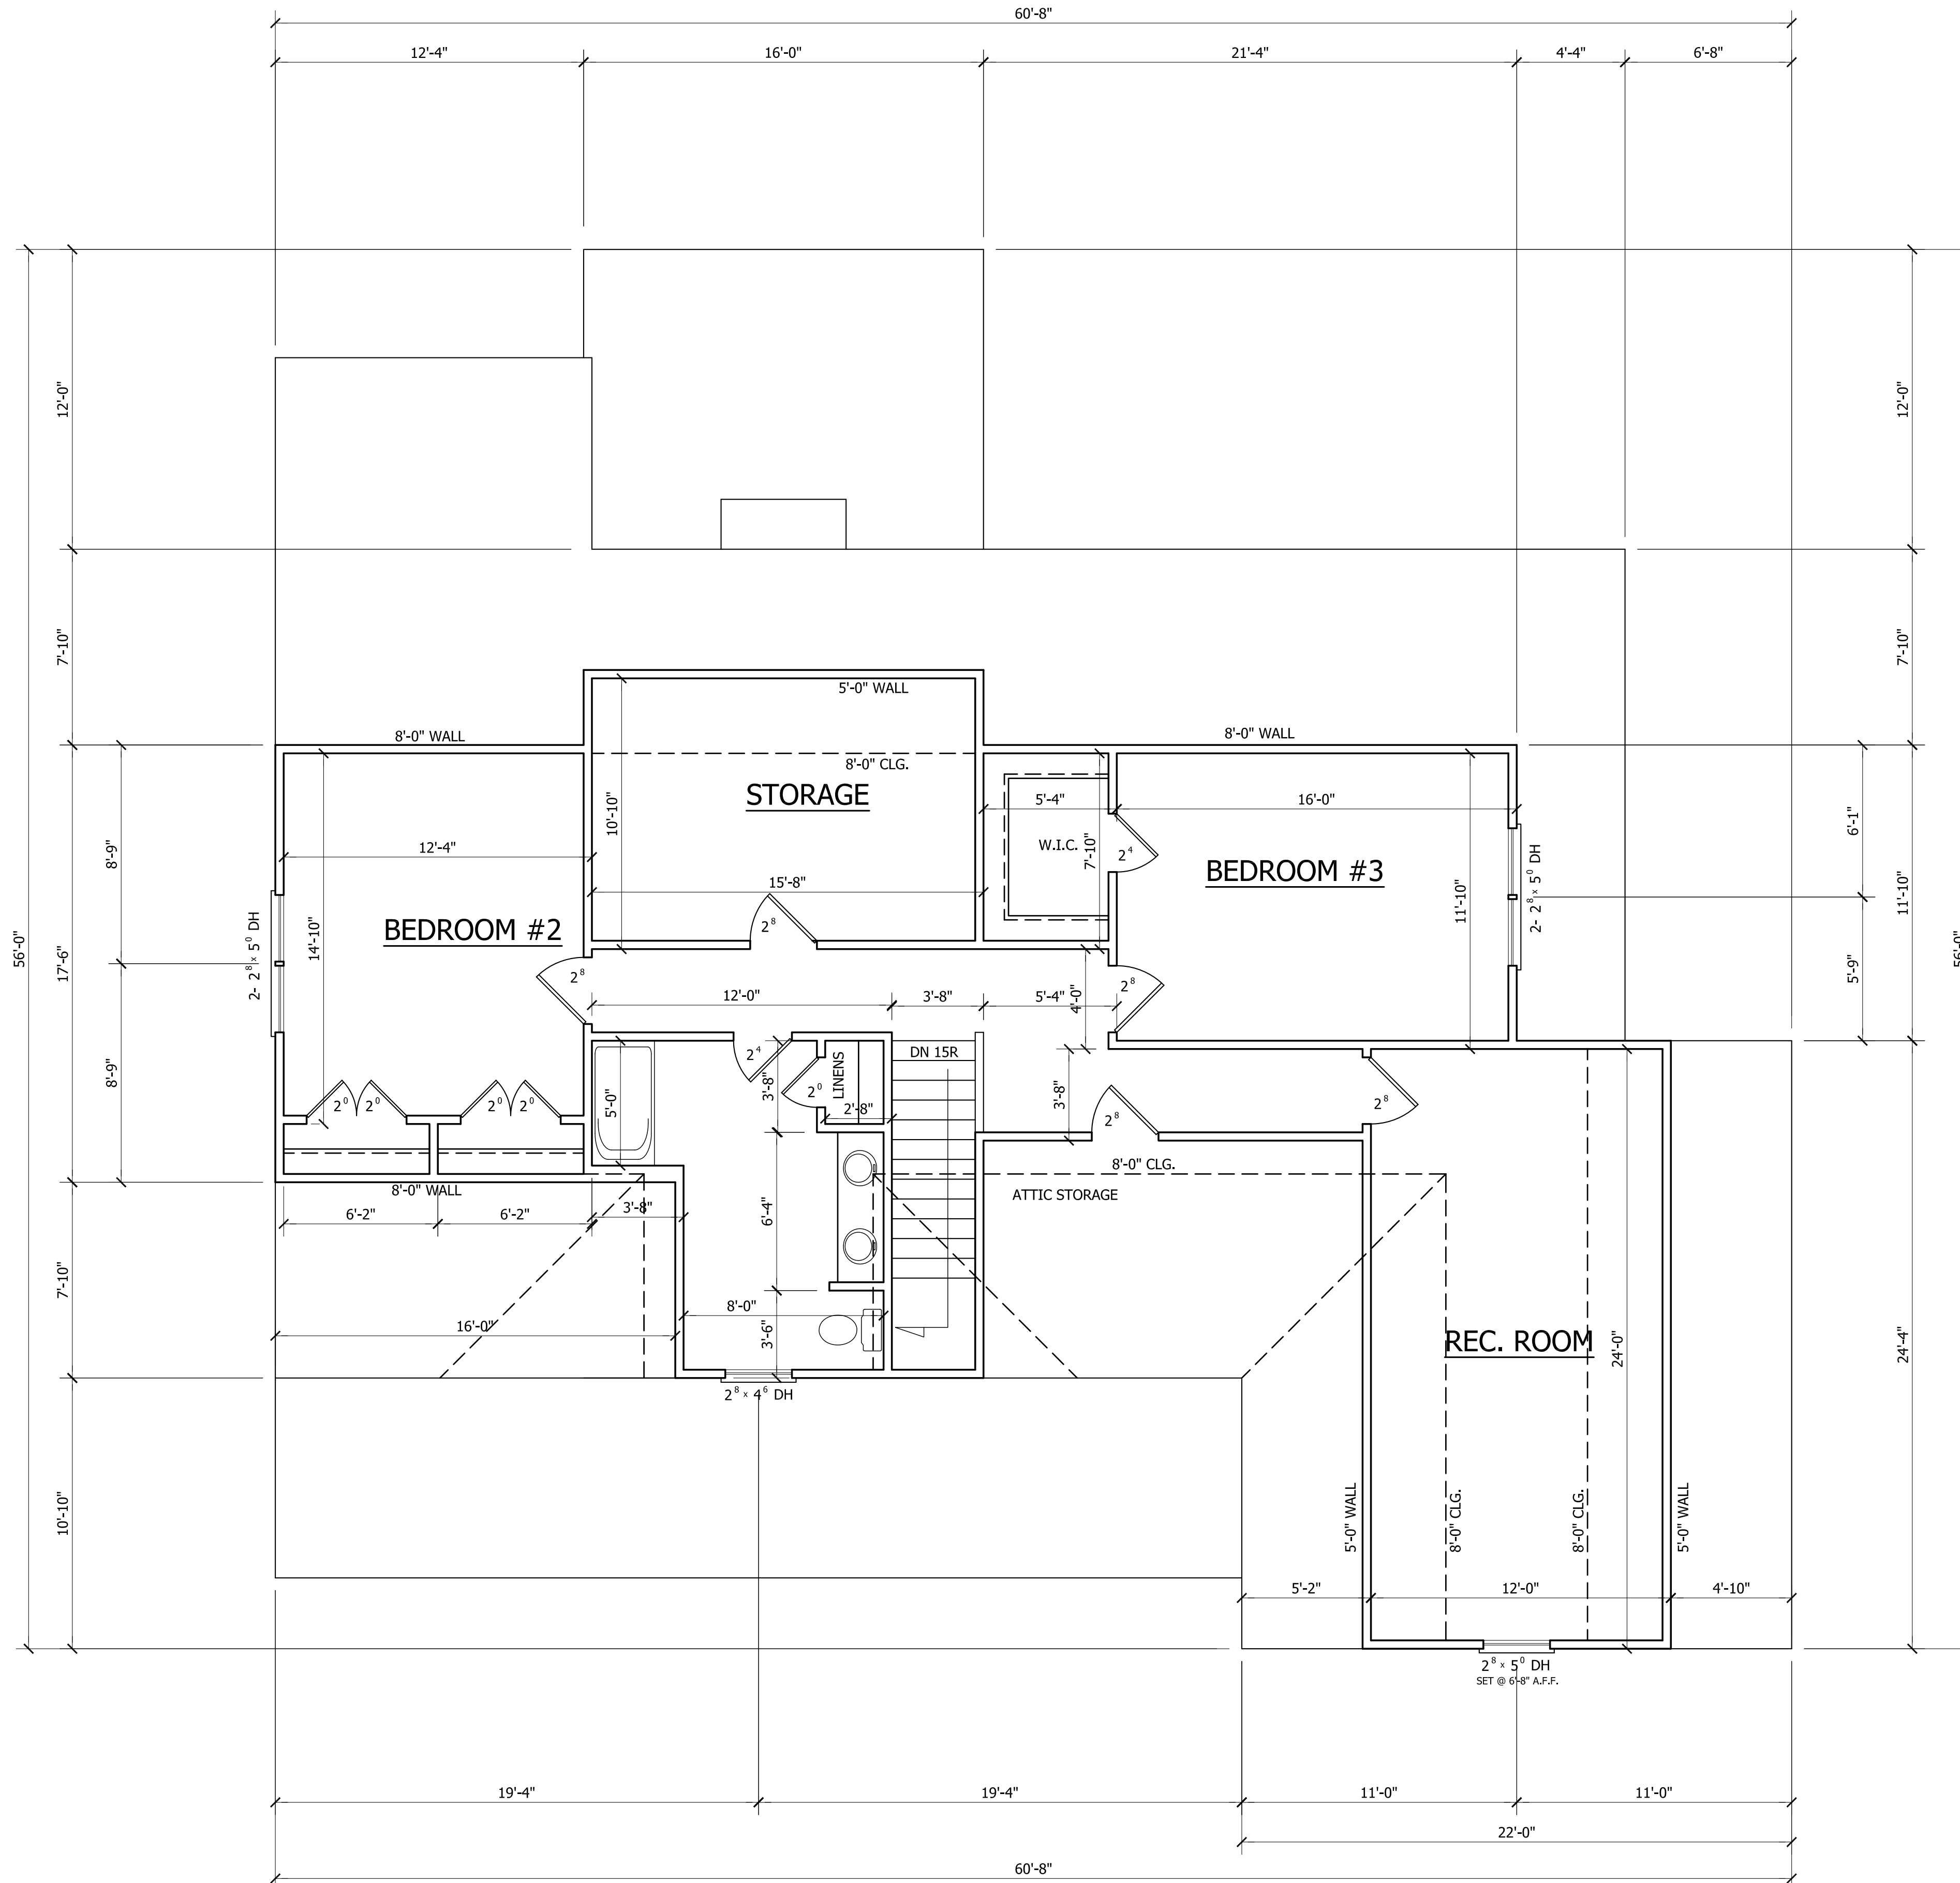 60'-8"
12'-4"
16'-0"
21'-4"
4'-4"
6'-8"
12'-0"
12'-0"
7'-10"
7'-10"
5'-0" WALL
8'-0" WALL
8'-0" WALL
8'-0" CLG.
STORAGE
10'-10"
5'-4"
16'-0"
6'-1"
8'-9"
12'-4"
W.I.C.
7'-10"
2⁴
BEDROOM #3
2- 2⁸ x 5⁰ DH
15'-8"
11'-10"
11'-10"
BEDROOM #2
14'-10"
2⁸
56'-0"
17'-6"
2- 2⁸ x 5⁰ DH
56'-0"
5'-9"
2⁸
2⁸
12'-0"
3'-8"
5'-4"
4'-0"
8'-9"
2⁴
DN 15R
LINENS
3'-8"
2⁰
2'-8"
5'-0"
3'-8"
2⁰ 2⁰
2⁰ 2⁰
2⁸
2⁸
8'-0" CLG.
ATTIC STORAGE
8'-0" WALL
6'-2"
6'-2"
3'-8"
6'-4"
7'-10"
8'-0"
16'-0"
3'-6"
REC. ROOM
24'-0"
24'-4"
2⁸ x 4⁶ DH
10'-10"
5'-0" WALL
8'-0" CLG.
8'-0" CLG.
5'-0" WALL
5'-2"
12'-0"
4'-10"
2⁸ x 5⁰ DH
SET @ 6'-8" A.F.F.
19'-4"
19'-4"
11'-0"
11'-0"
22'-0"
60'-8"